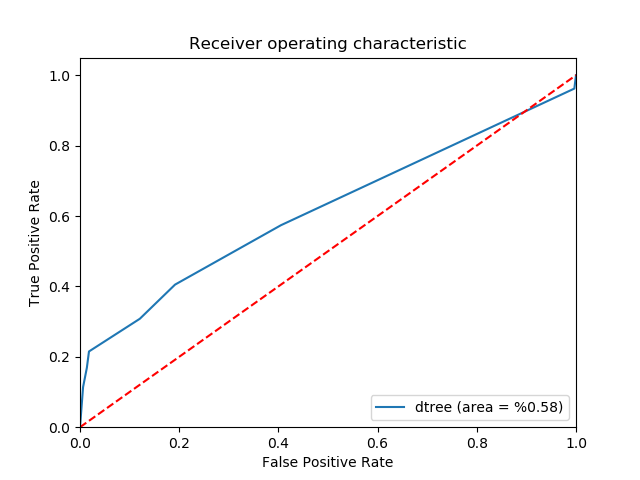 Receiver operating characteristic
True Positive Rate
1.0
0.8
0.6
0.4
0.2
0.0
0.0 0.2 0.4 0.6 0.8 1.0
False Positive Rate
dtree (area = %0.58)